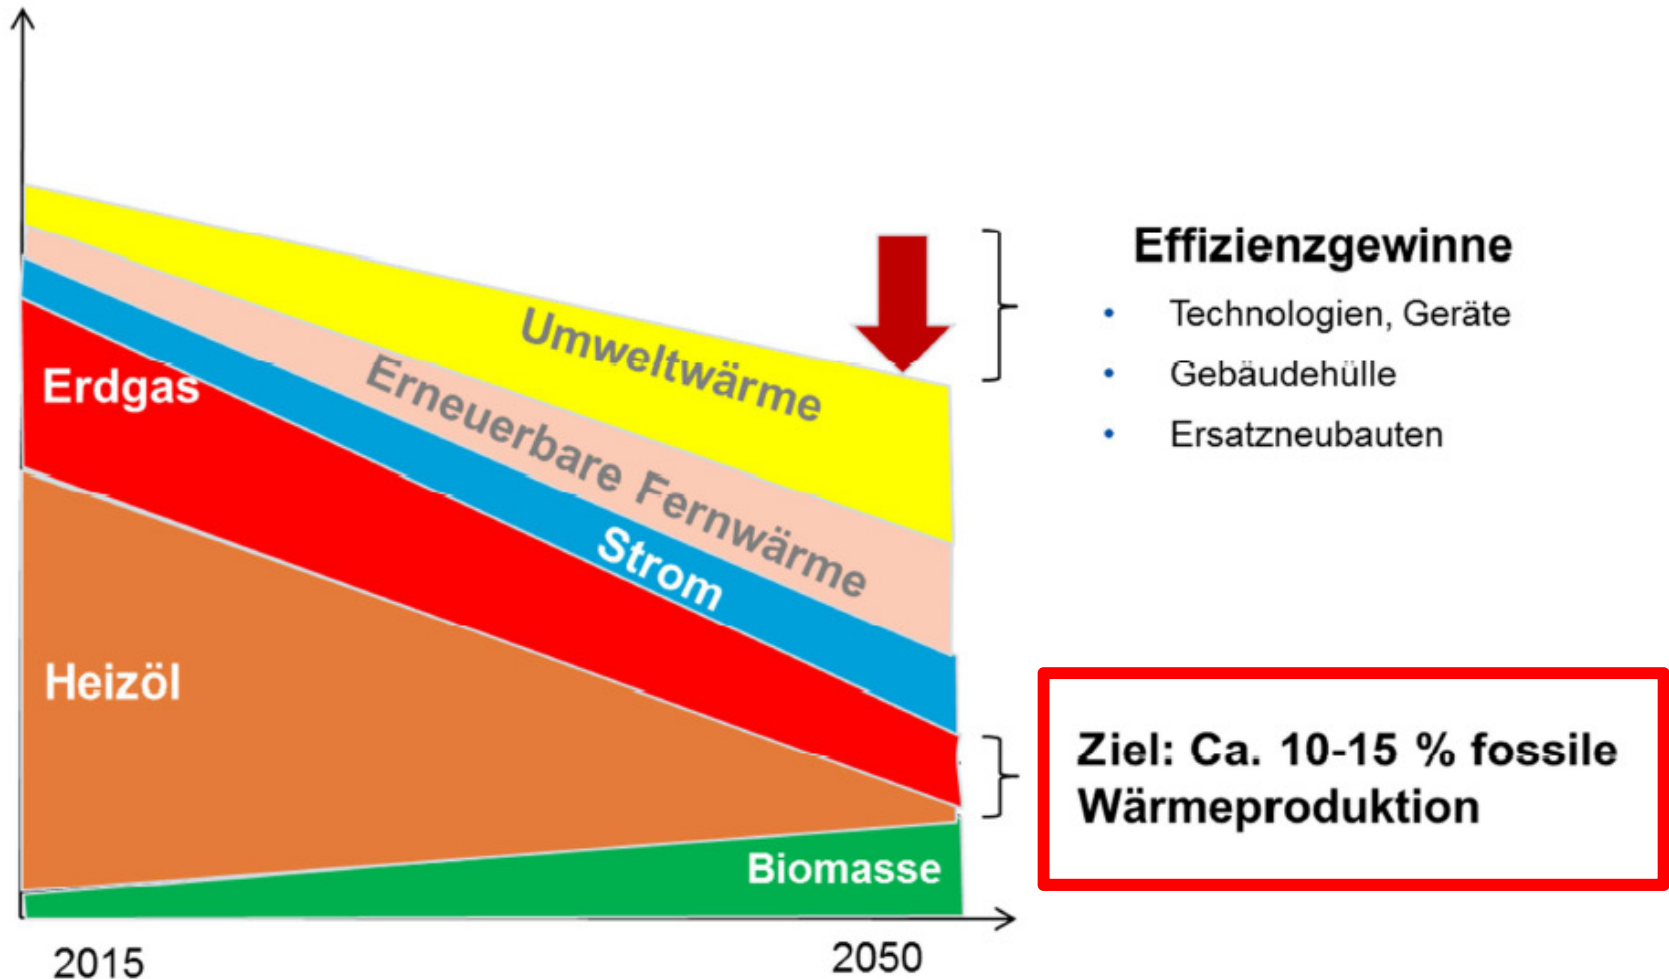 Umweltwärme
Erneuerbare Fernwärme
Strom
Erdgas
Heizöl
Biomasse
2015
2050
Effizienzgewinne
• Technologien, Geräte
• Gebäudehülle
• Ersatzneubauten
Ziel: Ca. 10-15 % fossile
Wärmeproduktion